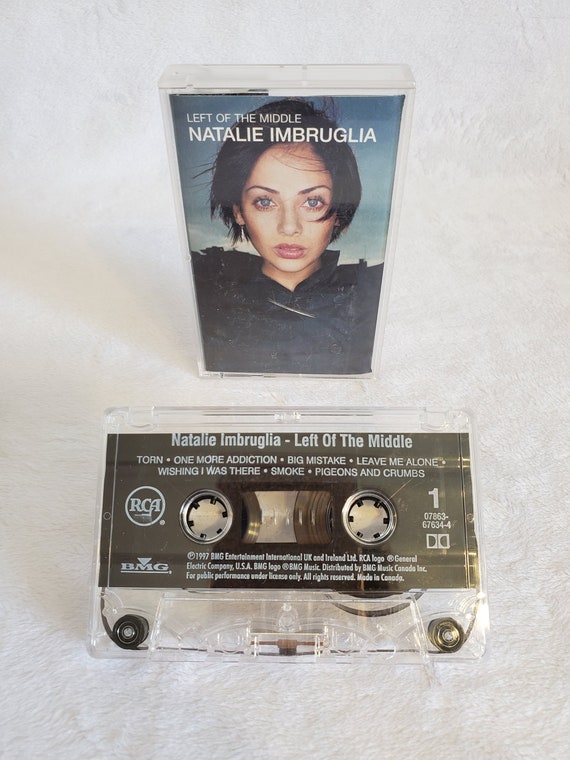 LEFT OF THE MIDDLE
NATALIE IMBRUGLIA
Natalie Imbruglia - Left Of The Middle
TORN • ONE MORE ADDICTION • BIG MISTAKE • LEAVE ME ALONE •
WISHING I WAS THERE • SMOKE • PIGEONS AND CRUMBS
RCA®
1
07863-
67634-4
BMG
℗1997 BMG Entertainment International UK and Ireland Ltd. RCA logo ®General
Electric Company, U.S.A. BMG logo ®BMG Music. Distributed by BMG Music Canada Inc.
For public performance under license only. All rights reserved. Made in Canada.